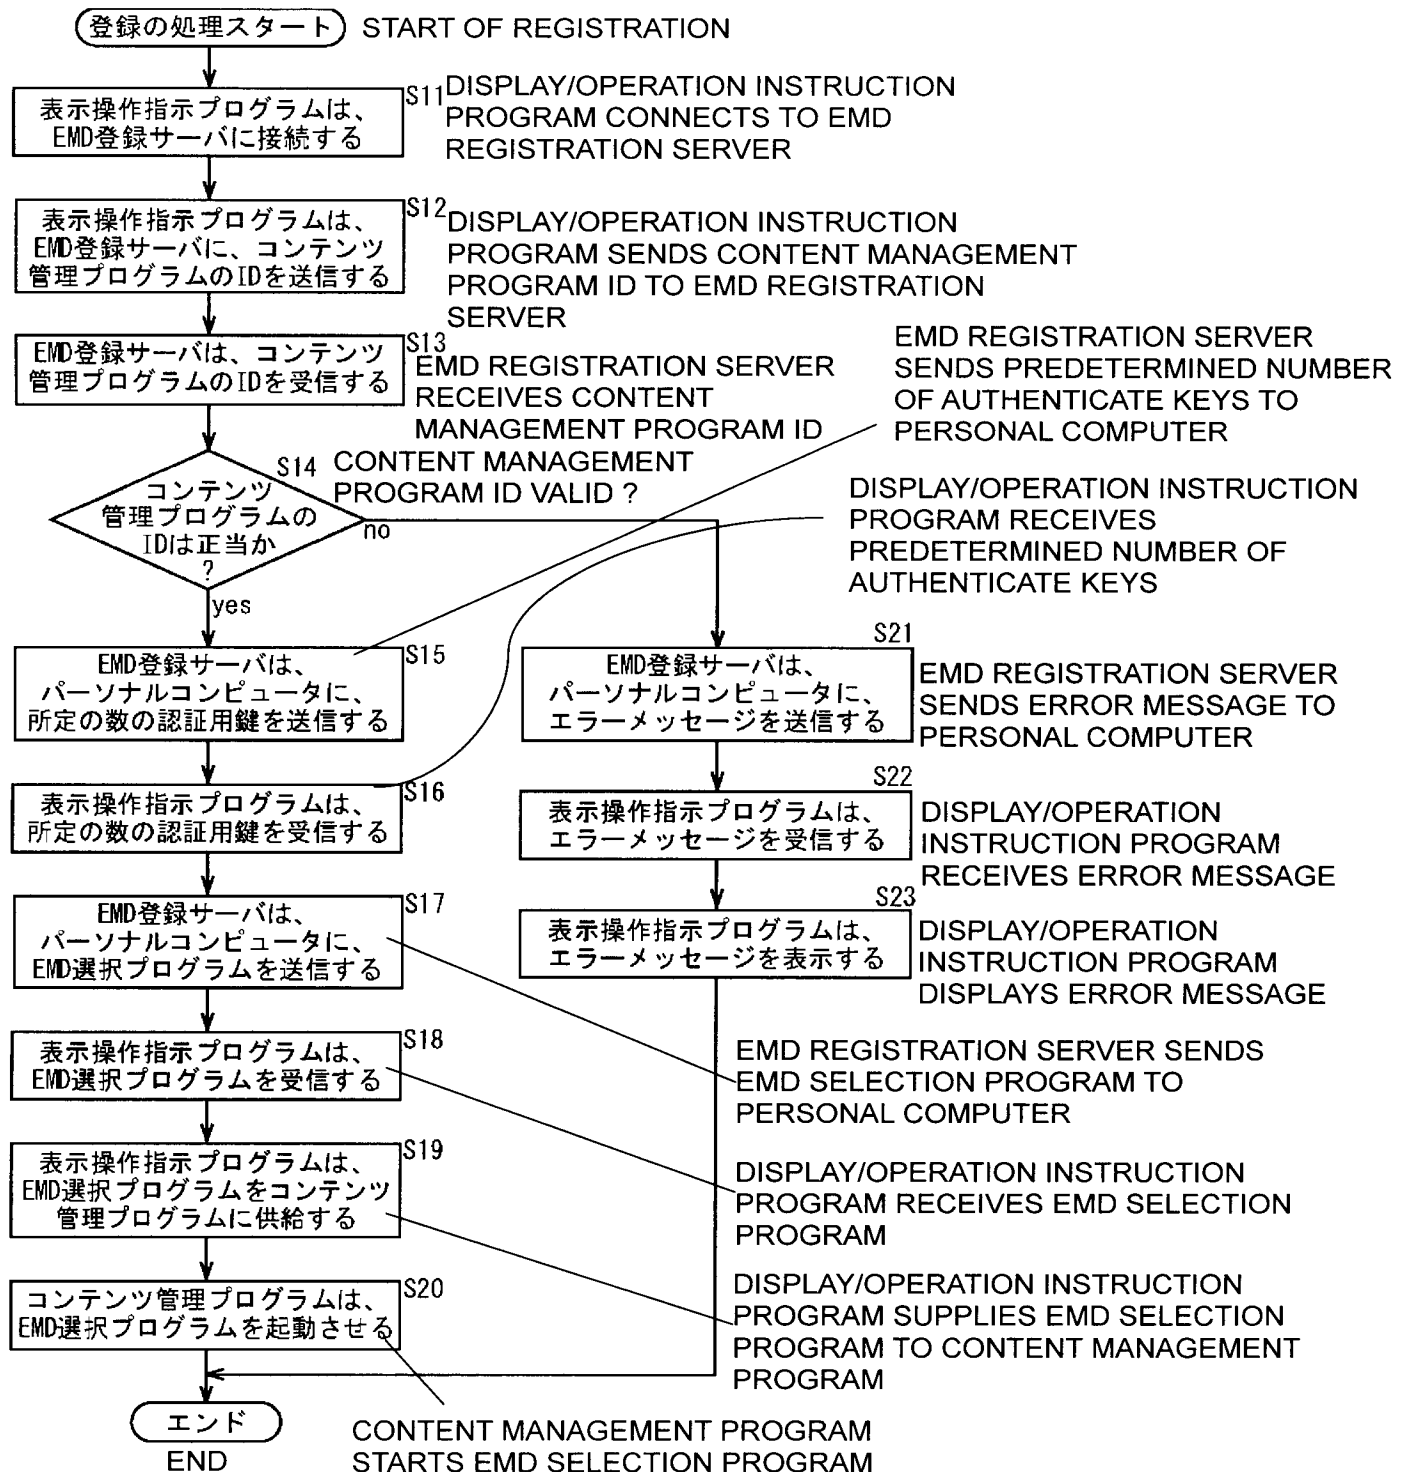 登録の処理スタート
START OF REGISTRATION
S11
表示操作指示プログラムは、
EMD登録サーバに接続する
DISPLAY/OPERATION INSTRUCTION
PROGRAM CONNECTS TO EMD
REGISTRATION SERVER
S12
表示操作指示プログラムは、
EMD登録サーバに、コンテンツ
管理プログラムのIDを送信する
DISPLAY/OPERATION INSTRUCTION
PROGRAM SENDS CONTENT MANAGEMENT
PROGRAM ID TO EMD REGISTRATION
SERVER
S13
EMD登録サーバは、コンテンツ
管理プログラムのIDを受信する
EMD REGISTRATION SERVER
RECEIVES CONTENT
MANAGEMENT PROGRAM ID
S14
コンテンツ
管理プログラムの
IDは正当か
?
CONTENT MANAGEMENT
PROGRAM ID VALID ?
no
yes
EMD REGISTRATION SERVER
SENDS PREDETERMINED NUMBER
OF AUTHENTICATE KEYS TO
PERSONAL COMPUTER
DISPLAY/OPERATION INSTRUCTION
PROGRAM RECEIVES
PREDETERMINED NUMBER OF
AUTHENTICATE KEYS
S15
EMD登録サーバは、
パーソナルコンピュータに、
所定の数の認証用鍵を送信する
S21
EMD登録サーバは、
パーソナルコンピュータに、
エラーメッセージを送信する
EMD REGISTRATION SERVER
SENDS ERROR MESSAGE TO
PERSONAL COMPUTER
S16
表示操作指示プログラムは、
所定の数の認証用鍵を受信する
S22
表示操作指示プログラムは、
エラーメッセージを受信する
DISPLAY/OPERATION
INSTRUCTION PROGRAM
RECEIVES ERROR MESSAGE
S17
EMD登録サーバは、
パーソナルコンピュータに、
EMD選択プログラムを送信する
S23
表示操作指示プログラムは、
エラーメッセージを表示する
DISPLAY/OPERATION
INSTRUCTION PROGRAM
DISPLAYS ERROR MESSAGE
S18
表示操作指示プログラムは、
EMD選択プログラムを受信する
EMD REGISTRATION SERVER SENDS
EMD SELECTION PROGRAM TO
PERSONAL COMPUTER
S19
表示操作指示プログラムは、
EMD選択プログラムをコンテンツ
管理プログラムに供給する
DISPLAY/OPERATION INSTRUCTION
PROGRAM RECEIVES EMD SELECTION
PROGRAM
S20
コンテンツ管理プログラムは、
EMD選択プログラムを起動させる
DISPLAY/OPERATION INSTRUCTION
PROGRAM SUPPLIES EMD SELECTION
PROGRAM TO CONTENT MANAGEMENT
PROGRAM
エンド
END
CONTENT MANAGEMENT PROGRAM
STARTS EMD SELECTION PROGRAM